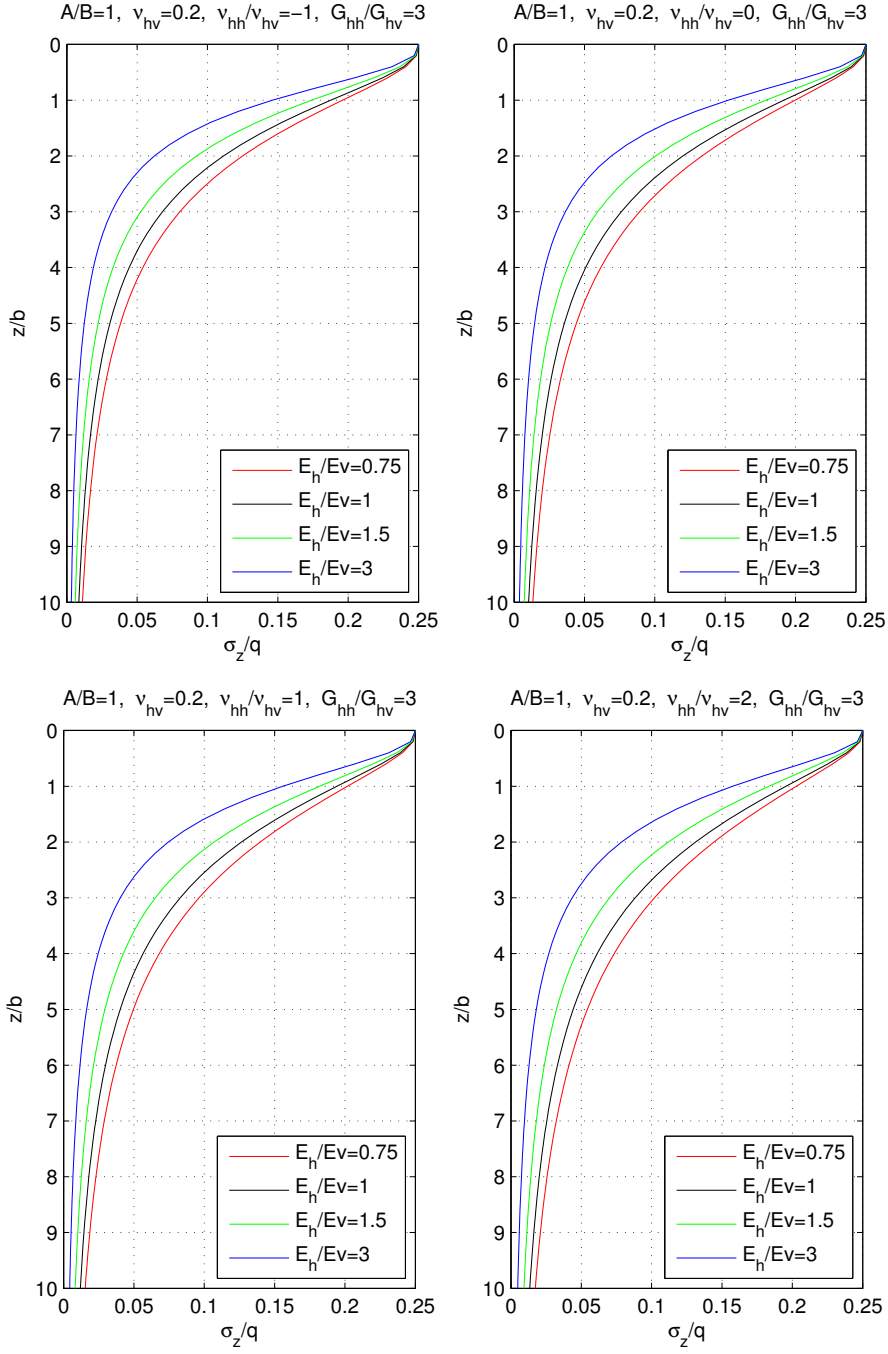 A/B=1, ν_hv=0.2, ν_hh/ν_hv=−1, G_hh/G_hv=3
0
1
2
3
4
5
6
7
8
9
10
z/b
E_h/Ev=0.75
E_h/Ev=1
E_h/Ev=1.5
E_h/Ev=3
0 0.05 0.1 0.15 0.2 0.25
σ_z/q
A/B=1, ν_hv=0.2, ν_hh/ν_hv=0, G_hh/G_hv=3
0
1
2
3
4
5
6
7
8
9
10
z/b
E_h/Ev=0.75
E_h/Ev=1
E_h/Ev=1.5
E_h/Ev=3
0 0.05 0.1 0.15 0.2 0.25
σ_z/q
A/B=1, ν_hv=0.2, ν_hh/ν_hv=1, G_hh/G_hv=3
0
1
2
3
4
5
6
7
8
9
10
z/b
E_h/Ev=0.75
E_h/Ev=1
E_h/Ev=1.5
E_h/Ev=3
0 0.05 0.1 0.15 0.2 0.25
σ_z/q
A/B=1, ν_hv=0.2, ν_hh/ν_hv=2, G_hh/G_hv=3
0
1
2
3
4
5
6
7
8
9
10
z/b
E_h/Ev=0.75
E_h/Ev=1
E_h/Ev=1.5
E_h/Ev=3
0 0.05 0.1 0.15 0.2 0.25
σ_z/q